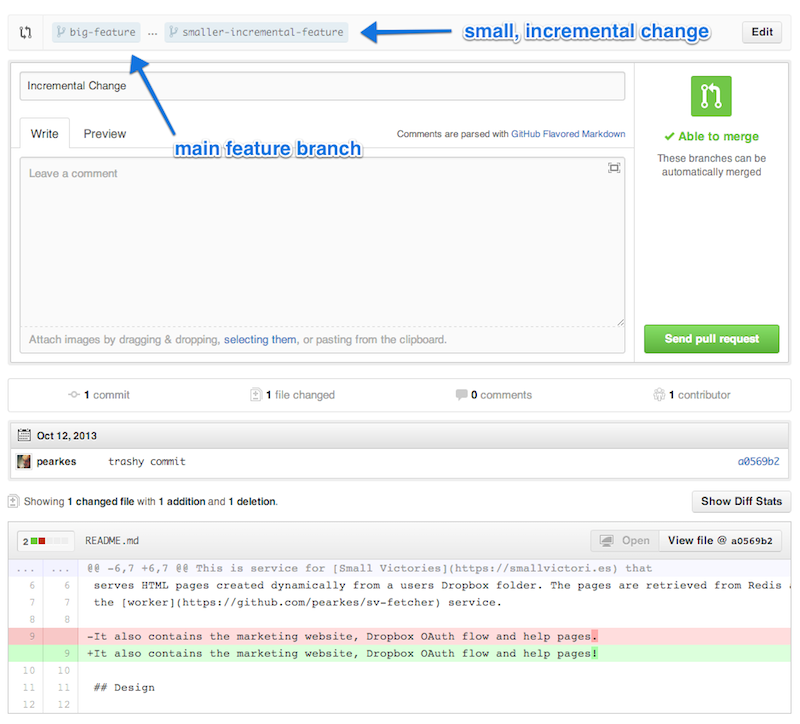 big-feature ... smaller-incremental-feature small, incremental change Edit
Incremental Change
Able to merge
These branches can be
automatically merged
Write Preview Comments are parsed with GitHub Flavored Markdown
main feature branch
Leave a comment
Attach images by dragging & dropping, selecting them, or pasting from the clipboard.
Send pull request
1 commit 1 file changed 0 comments 1 contributor
Oct 12, 2013
pearkes trashy commit a0569b2
Showing 1 changed file with 1 addition and 1 deletion. Show Diff Stats
2 README.md Open View file @ a0569b2
... ... @@ -6,7 +6,7 @@ This is service for [Small Victories](https://smallvictori.es) that
6 6 serves HTML pages created dynamically from a users Dropbox folder. The pages are retrieved from Redis
7 7 the [worker](https://github.com/pearkes/sv-fetcher) service.
8 8
9 -It also contains the marketing website, Dropbox OAuth flow and help pages.
9 +It also contains the marketing website, Dropbox OAuth flow and help pages!
10 10
11 11 ## Design
12 12